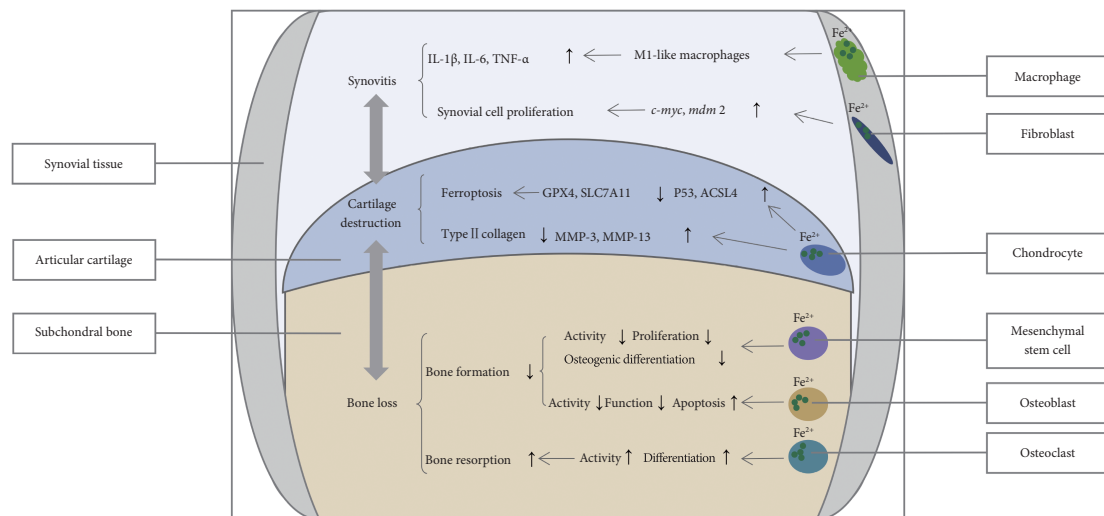 Fe²⁺
IL-1β, IL-6, TNF-α ↑ ← M1-like macrophages ←
Macrophage
Synovitis
Synovial cell proliferation ← c-myc, mdm 2 ↑ ←
Fe²⁺
Fibroblast
Synovial tissue
Ferroptosis ← GPX4, SLC7A11 ↓ P53, ACSL4 ↑
Cartilage
destruction
Type II collagen ↓ MMP-3, MMP-13 ↑ ←
Fe²⁺
Articular cartilage
Chondrocyte
Subchondral bone
Fe²⁺
Activity ↓ Proliferation ↓
Osteogenic differentiation ↓
Mesenchymal
stem cell
Bone formation ↓
Fe²⁺
Bone loss
Activity ↓ Function ↓ Apoptosis ↑ ←
Osteoblast
Fe²⁺
Bone resorption ↑ ← Activity ↑ Differentiation ↑ ←
Osteoclast